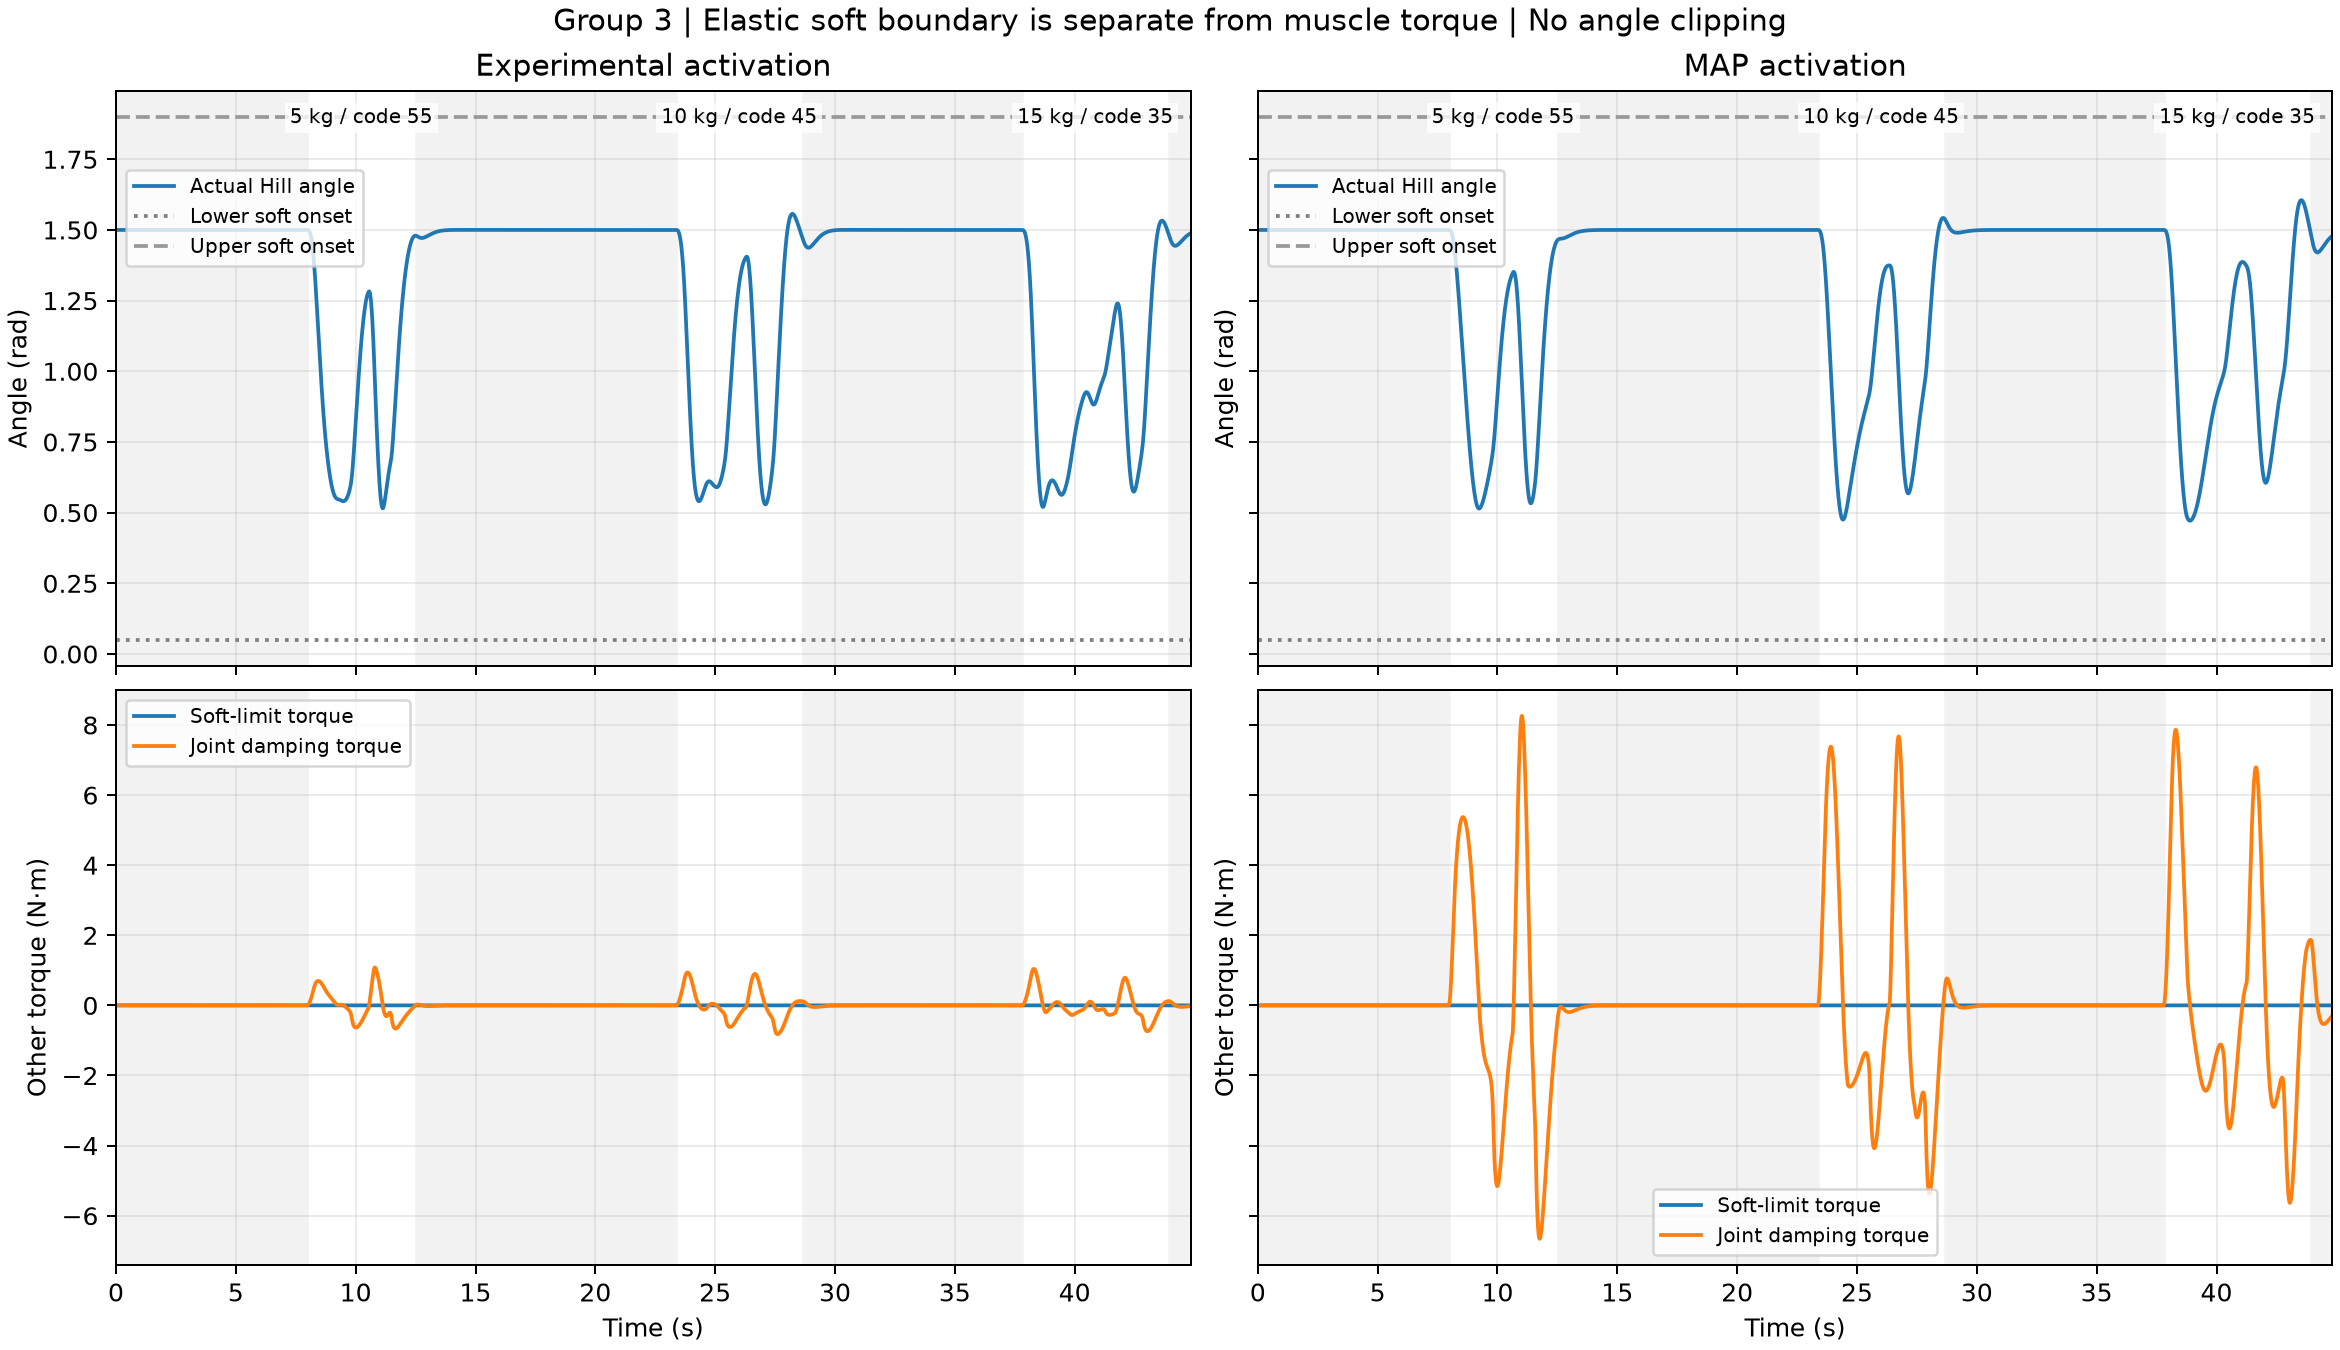 Group 3 | Elastic soft boundary is separate from muscle torque | No angle clipping
Experimental activation
5 kg / code 55
10 kg / code 45
15 kg / code 35
Actual Hill angle
Lower soft onset
Upper soft onset
Angle (rad)
1.75
1.50
1.25
1.00
0.75
0.50
0.25
0.00
MAP activation
5 kg / code 55
10 kg / code 45
15 kg / code 35
Actual Hill angle
Lower soft onset
Upper soft onset
Angle (rad)
Soft-limit torque
Joint damping torque
Other torque (N·m)
8
6
4
2
0
−2
−4
−6
0 5 10 15 20 25 30 35 40
Time (s)
Other torque (N·m)
Soft-limit torque
Joint damping torque
0 5 10 15 20 25 30 35 40
Time (s)